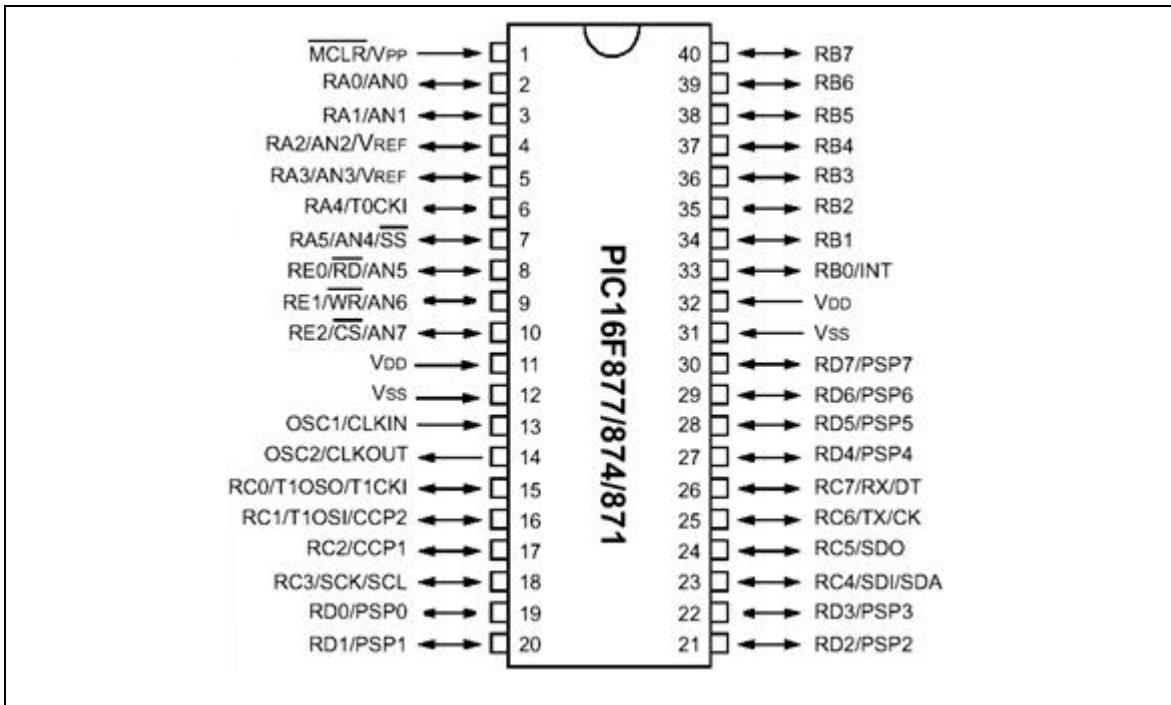 MCLR/VPP 1 40 RB7
RA0/AN0 2 39 RB6
RA1/AN1 3 38 RB5
RA2/AN2/VREF 4 37 RB4
RA3/AN3/VREF 5 36 RB3
RA4/T0CKI 6 35 RB2
RA5/AN4/SS 7 34 RB1
RE0/RD/AN5 8 33 RB0/INT
RE1/WR/AN6 9 32 VDD
RE2/CS/AN7 10 31 VSS
VDD 11 30 RD7/PSP7
VSS 12 29 RD6/PSP6
OSC1/CLKIN 13 28 RD5/PSP5
OSC2/CLKOUT 14 27 RD4/PSP4
RC0/T1OSO/T1CKI 15 26 RC7/RX/DT
RC1/T1OSI/CCP2 16 25 RC6/TX/CK
RC2/CCP1 17 24 RC5/SDO
RC3/SCK/SCL 18 23 RC4/SDI/SDA
RD0/PSP0 19 22 RD3/PSP3
RD1/PSP1 20 21 RD2/PSP2
PIC16F877/874/871